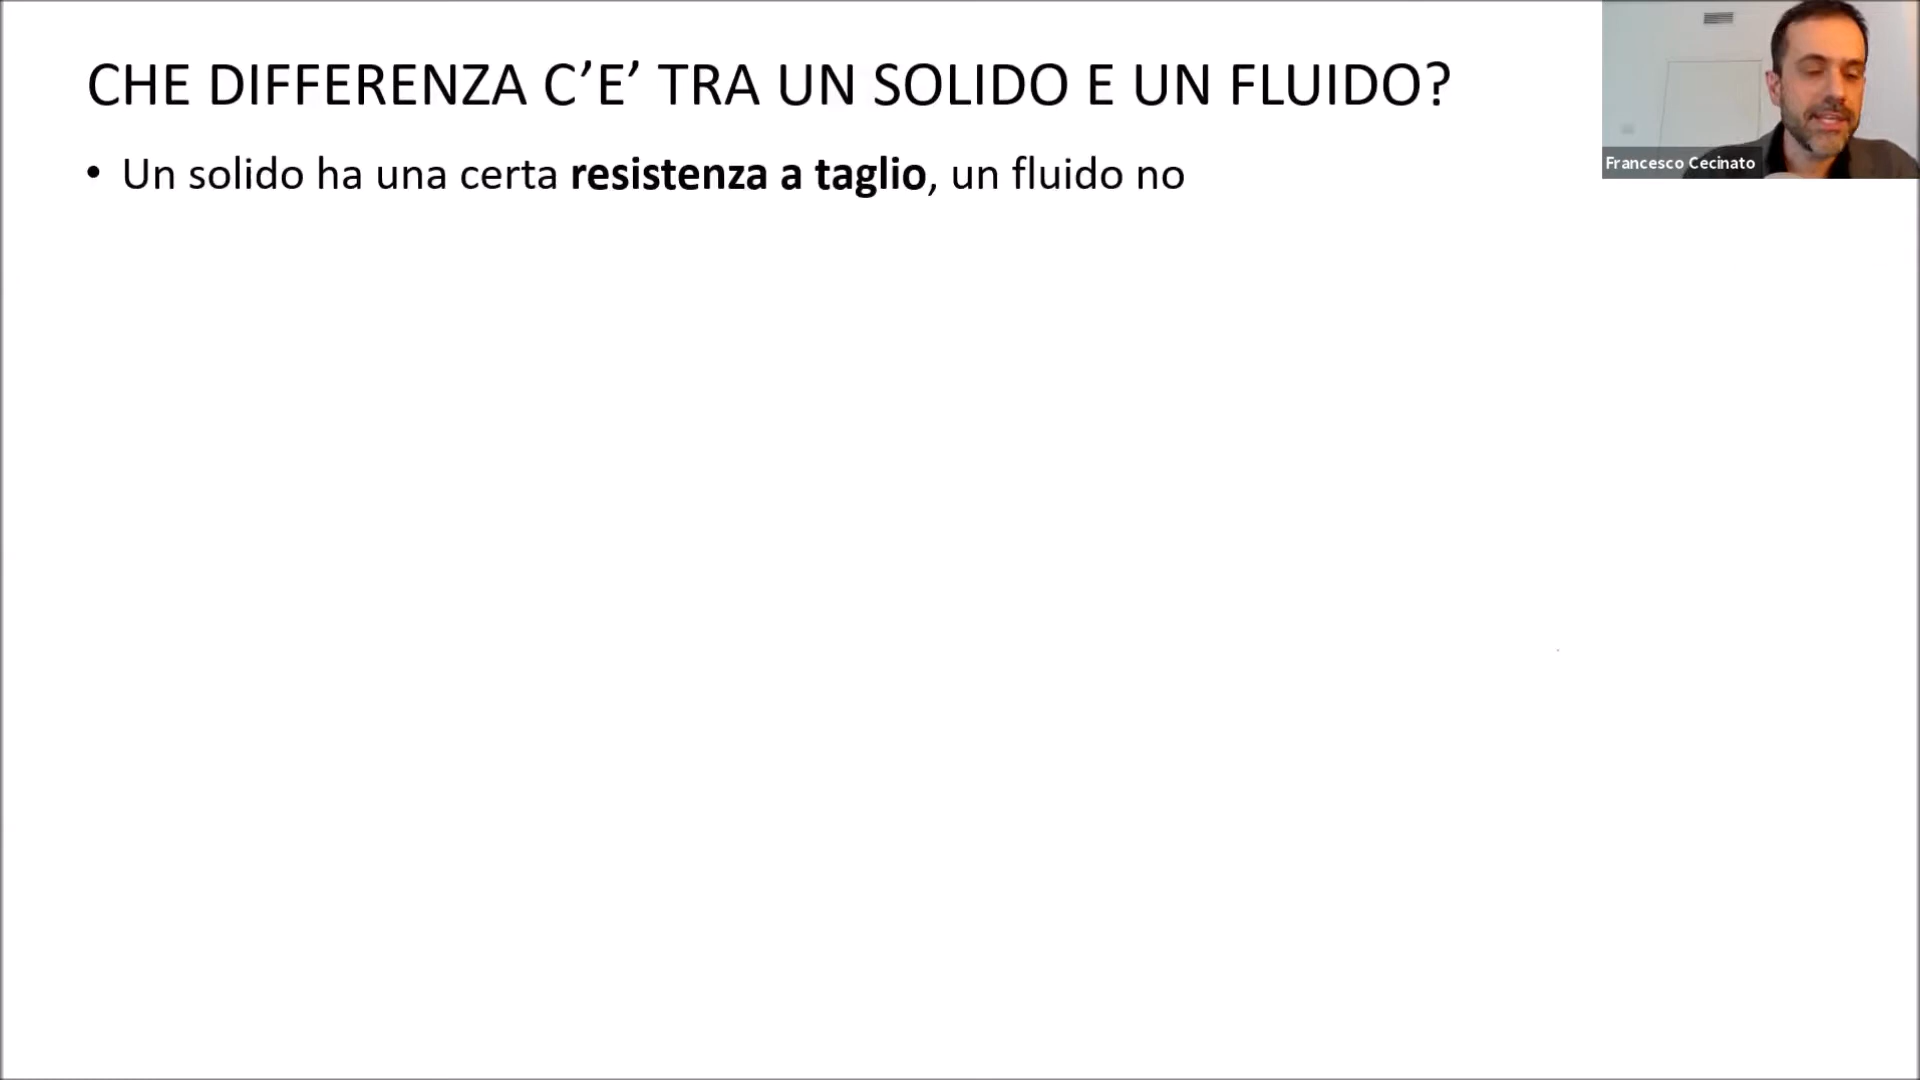 CHE DIFFERENZA C’E’ TRA UN SOLIDO E UN FLUIDO?
• Un solido ha una certa resistenza a taglio, un fluido no
Francesco Cecinato